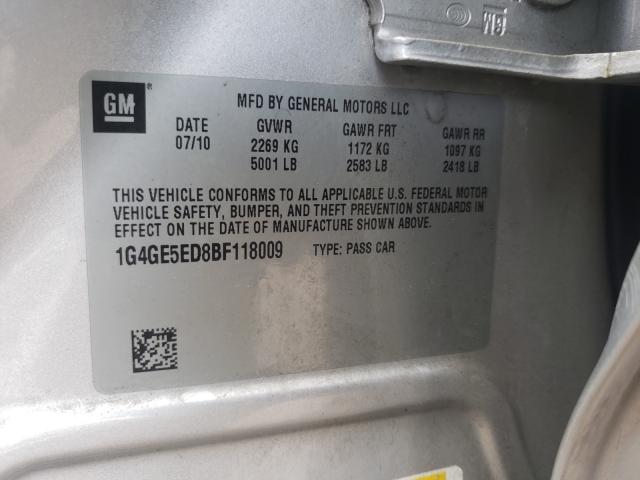 GM ®
MFD BY GENERAL MOTORS LLC
DATE GVWR GAWR FRT GAWR RR
07/10 2269 KG 1172 KG 1097 KG
5001 LB 2583 LB 2418 LB
THIS VEHICLE CONFORMS TO ALL APPLICABLE U.S. FEDERAL MOTOR
VEHICLE SAFETY, BUMPER, AND THEFT PREVENTION STANDARDS IN
EFFECT ON THE DATE OF MANUFACTURE SHOWN ABOVE.
1G4GE5ED8BF118009 TYPE: PASS CAR